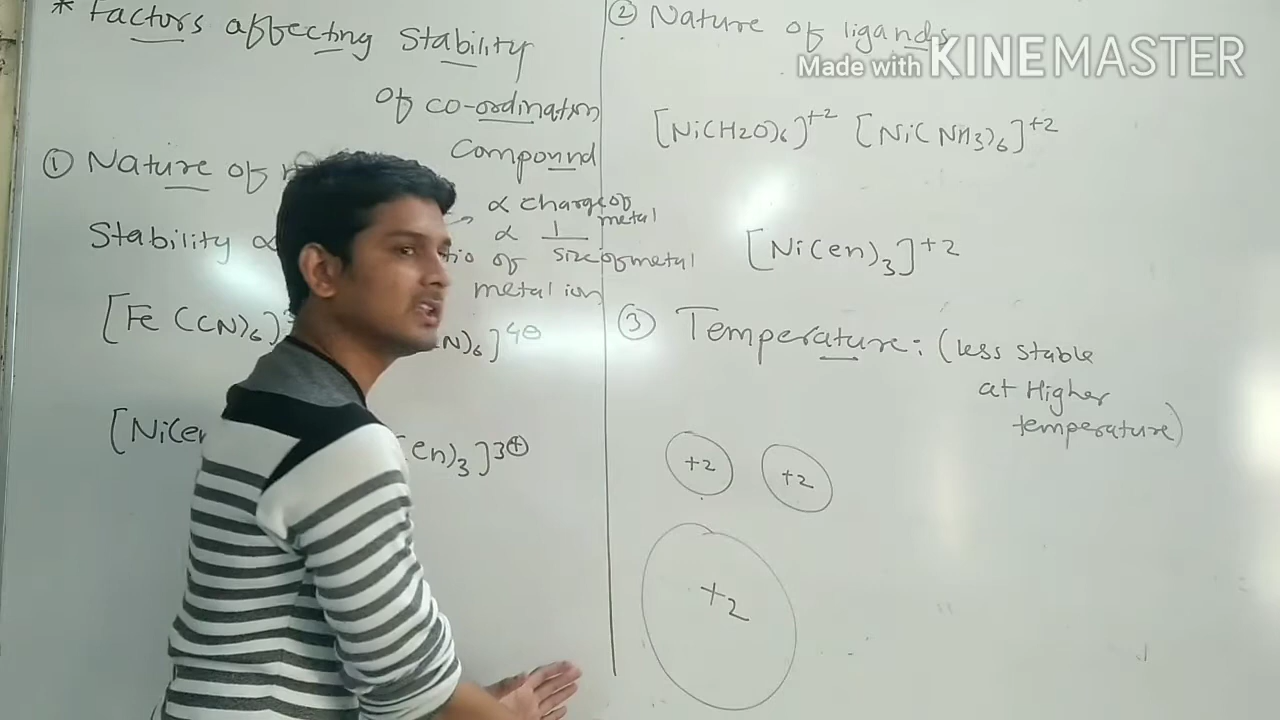 * Factors affecting Stability
of co-ordination
Compound
① Nature of
Stability ∝
∝ charge of
metal
∝ 1
size of metal
of
metal ion
[Fe (CN)6]
N)6]4⊖
[Ni(en
en)3]3⊕
② Nature of ligands
Made with KINEMASTER
[Ni(H2O)6]+2 [Ni(NH3)6]+2
[Ni(en)3]+2
③ Temperature: (less stable
at Higher
temperature)
+2 +2
+2